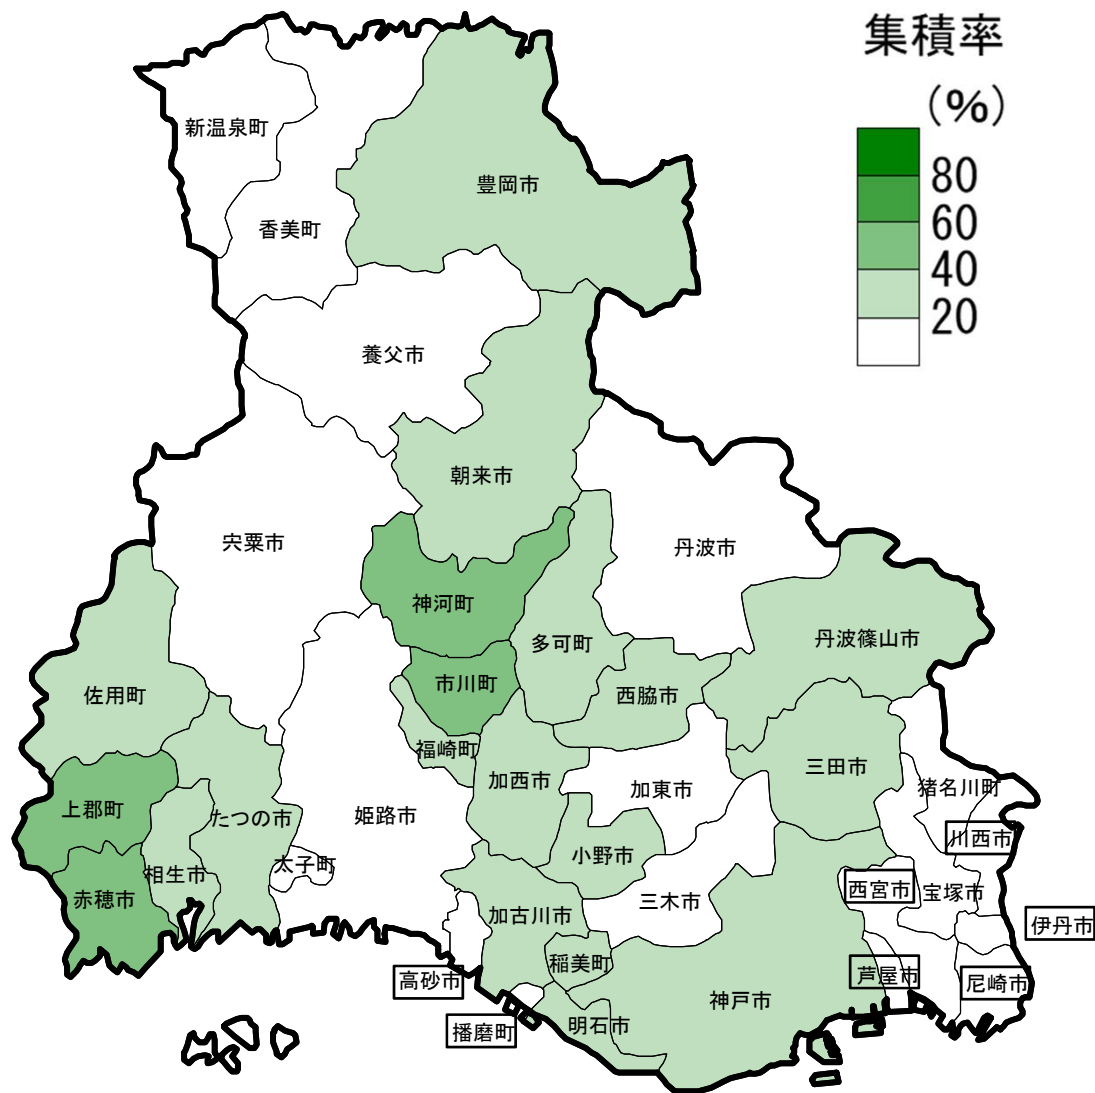 集積率
(%)
80
60
40
20
新温泉町
香美町
豊岡市
養父市
朝来市
宍粟市
丹波市
神河町
多可町
丹波篠山市
市川町
西脇市
佐用町
福崎町
加西市
加東市
三田市
猪名川町
上郡町
たつの市
姫路市
川西市
小野市
太子町
相生市
赤穂市
三木市
西宮市
宝塚市
伊丹市
加古川市
稲美町
高砂市
神戸市
芦屋市
尼崎市
播磨町
明石市